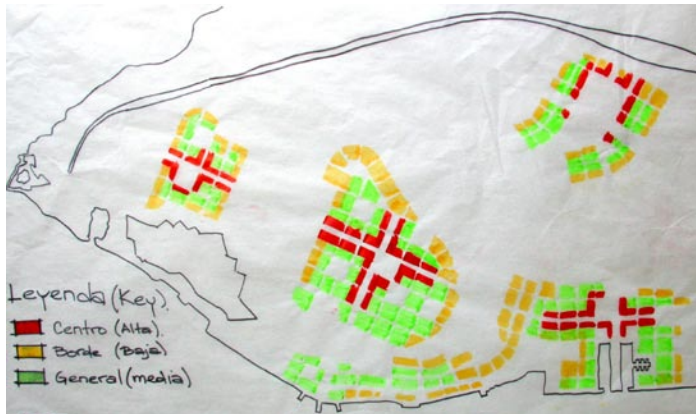 Leyenda (Key).
Centro (Alta)
Borde (Baja)
General (media)